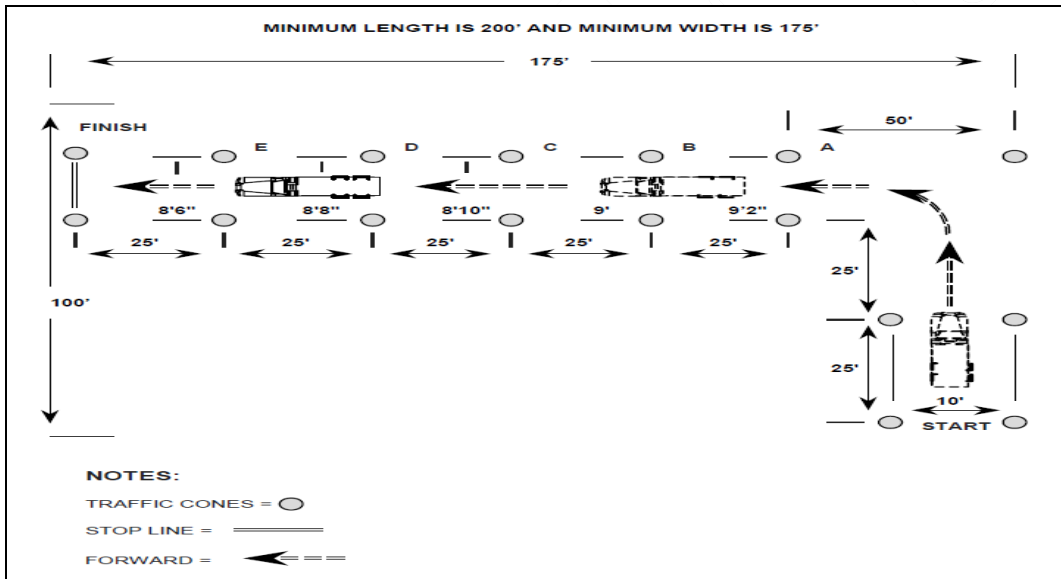 MINIMUM LENGTH IS 200' AND MINIMUM WIDTH IS 175'
175'
50'
FINISH
E D C B A
8'6" 8'8" 8'10" 9' 9'2"
25' 25' 25' 25' 25'
25'
100'
25'
10'
START
NOTES:
TRAFFIC CONES =
STOP LINE =
FORWARD =